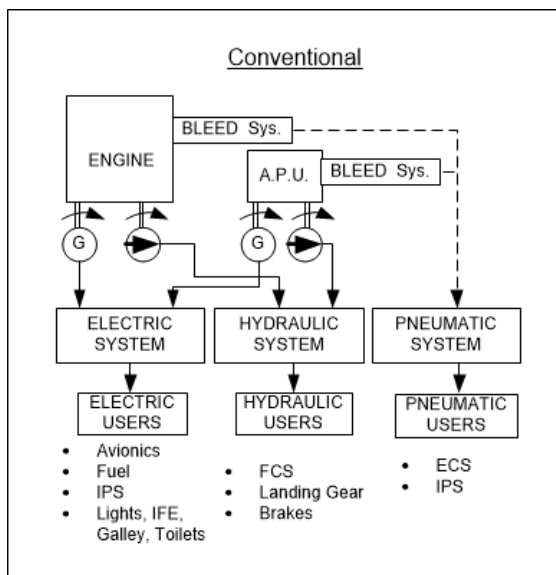 Conventional
BLEED Sys.
ENGINE
A.P.U.
BLEED Sys.
G
G
ELECTRIC
SYSTEM
HYDRAULIC
SYSTEM
PNEUMATIC
SYSTEM
ELECTRIC
USERS
HYDRAULIC
USERS
PNEUMATIC
USERS
• Avionics
• Fuel
• IPS
• Lights, IFE,
Galley, Toilets
• FCS
• Landing Gear
• Brakes
• ECS
• IPS